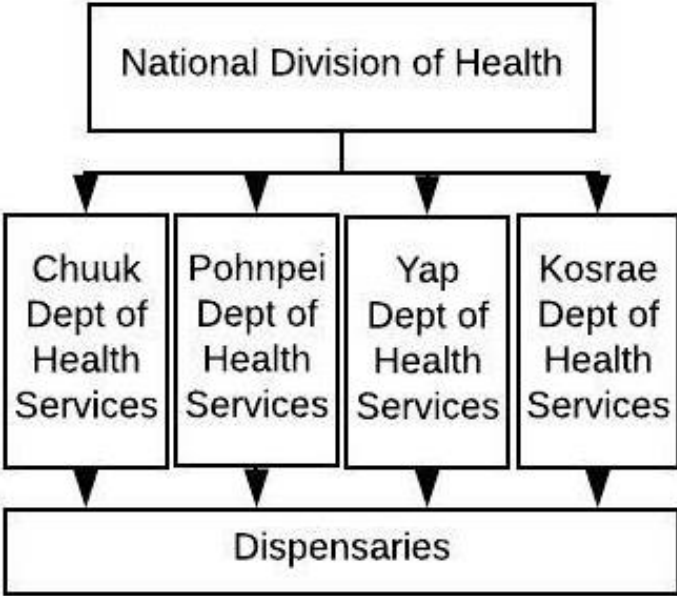 National Division of Health
Chuuk
Dept of
Health
Services
Pohnpei
Dept of
Health
Services
Yap
Dept of
Health
Services
Kosrae
Dept of
Health
Services
Dispensaries